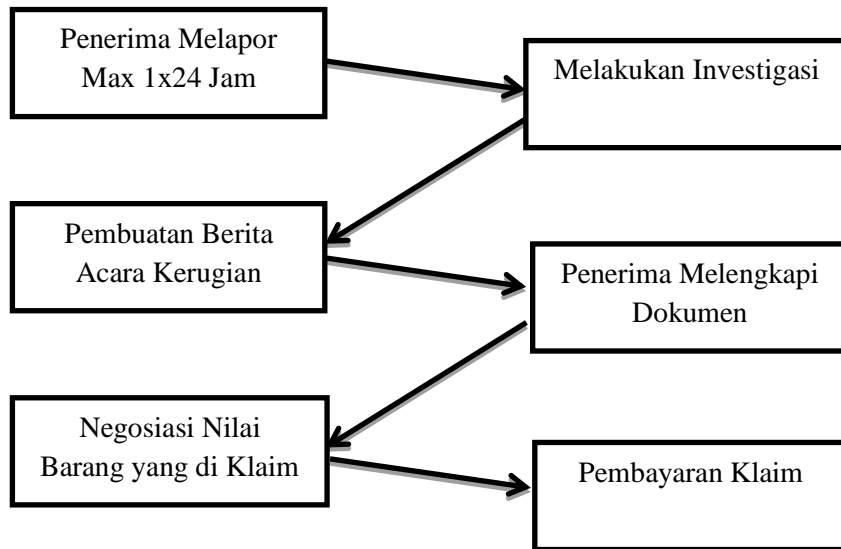 Penerima Melapor
Max 1x24 Jam
Melakukan Investigasi
Pembuatan Berita
Acara Kerugian
Penerima Melengkapi
Dokumen
Negosiasi Nilai
Barang yang di Klaim
Pembayaran Klaim